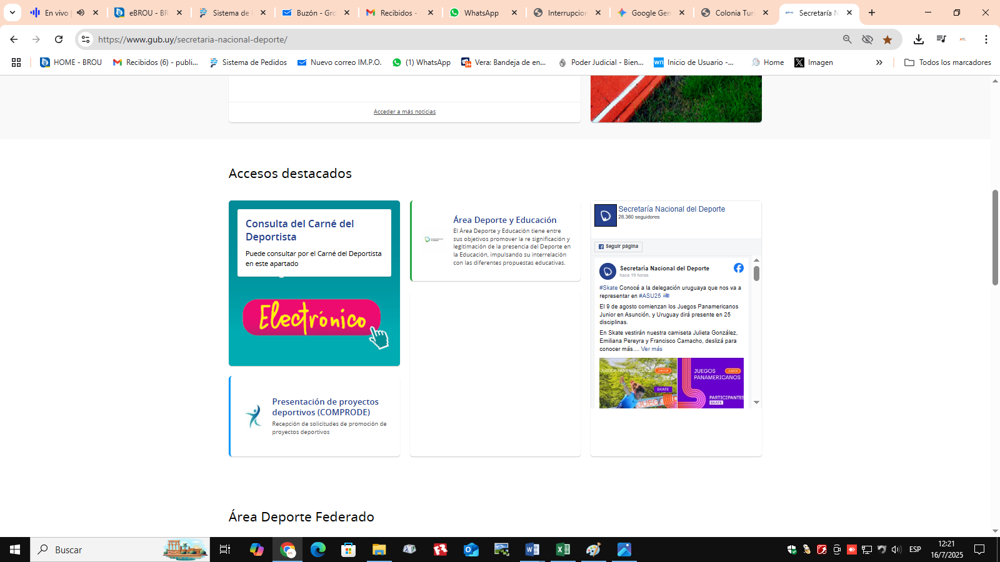 En vivo |
eBROU - BR
Sistema de
Buzón - Gro
Recibidos -
WhatsApp
Interrupcion
Google Gem
Colonia Turi
Secretaría N
https://www.gub.uy/secretaria-nacional-deporte/
HOME - BROU
Recibidos (6) - publi...
Sistema de Pedidos
Nuevo correo IM.P.O.
(1) WhatsApp
Vera: Bandeja de en...
Poder Judicial - Bien...
wn Inicio de Usuario -...
Home
Imagen
Todos los marcadores
Acceder a más noticias
Accesos destacados
Consulta del Carné del
Deportista
Puede consultar por el Carné del Deportista
en este apartado
Electrónico
Presentación de proyectos
deportivos (COMPRODE)
Recepción de solicitudes de promoción de
proyectos deportivos
Área Deporte y Educación
El Área Deporte y Educación tiene entre
sus objetivos promover la re significación y
legitimación de la presencia del Deporte en
la Educación, impulsando su interrelación
con las diferentes propuestas educativas.
Secretaría Nacional del Deporte
28.360 seguidores
Seguir página
Secretaría Nacional del Deporte
hace 19 horas
#Skate Conocé a la delegación uruguaya que nos va a
representar en #ASU25
El 9 de agosto comienzan los Juegos Panamericanos
Junior en Asunción, y Uruguay dirá presente en 25
disciplinas.
En Skate vestirán nuestra camiseta Julieta González,
Emiliana Pereyra y Francisco Camacho, deslizá para
conocer más.... Ver más
JUEGOS PANAMERICANOS JUNIOR
SKATE
JUEGOS
JUEGOS JUNIOR
PANAMERICANOS
PARTICIPANTES
SKATE
Área Deporte Federado
Buscar
ESP
12:21
16/7/2025